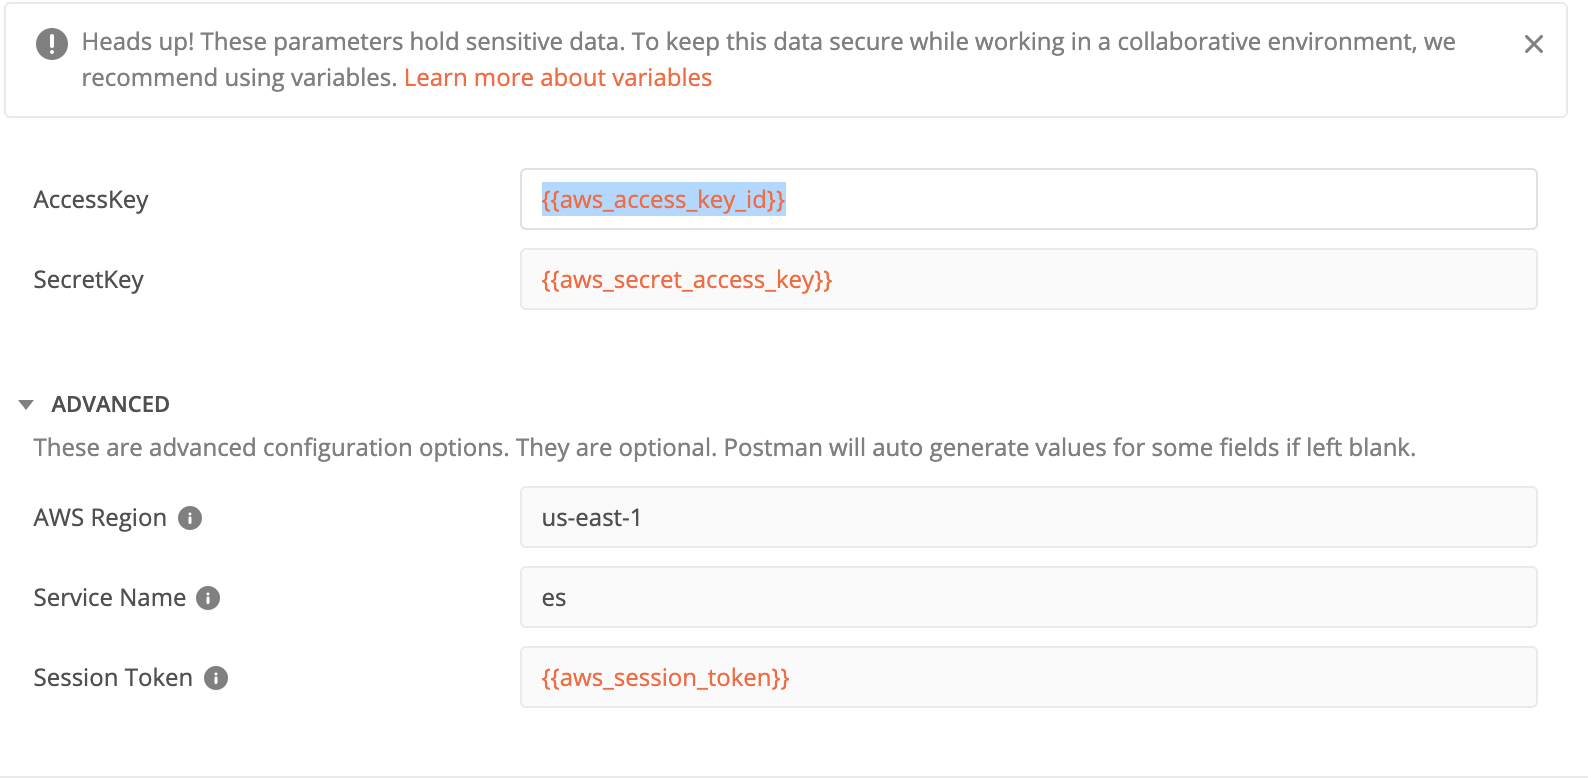 Heads up! These parameters hold sensitive data. To keep this data secure while working in a collaborative environment, we
recommend using variables. Learn more about variables
AccessKey
{{aws_access_key_id}}
SecretKey
{{aws_secret_access_key}}
ADVANCED
These are advanced configuration options. They are optional. Postman will auto generate values for some fields if left blank.
AWS Region
us-east-1
Service Name
es
Session Token
{{aws_session_token}}